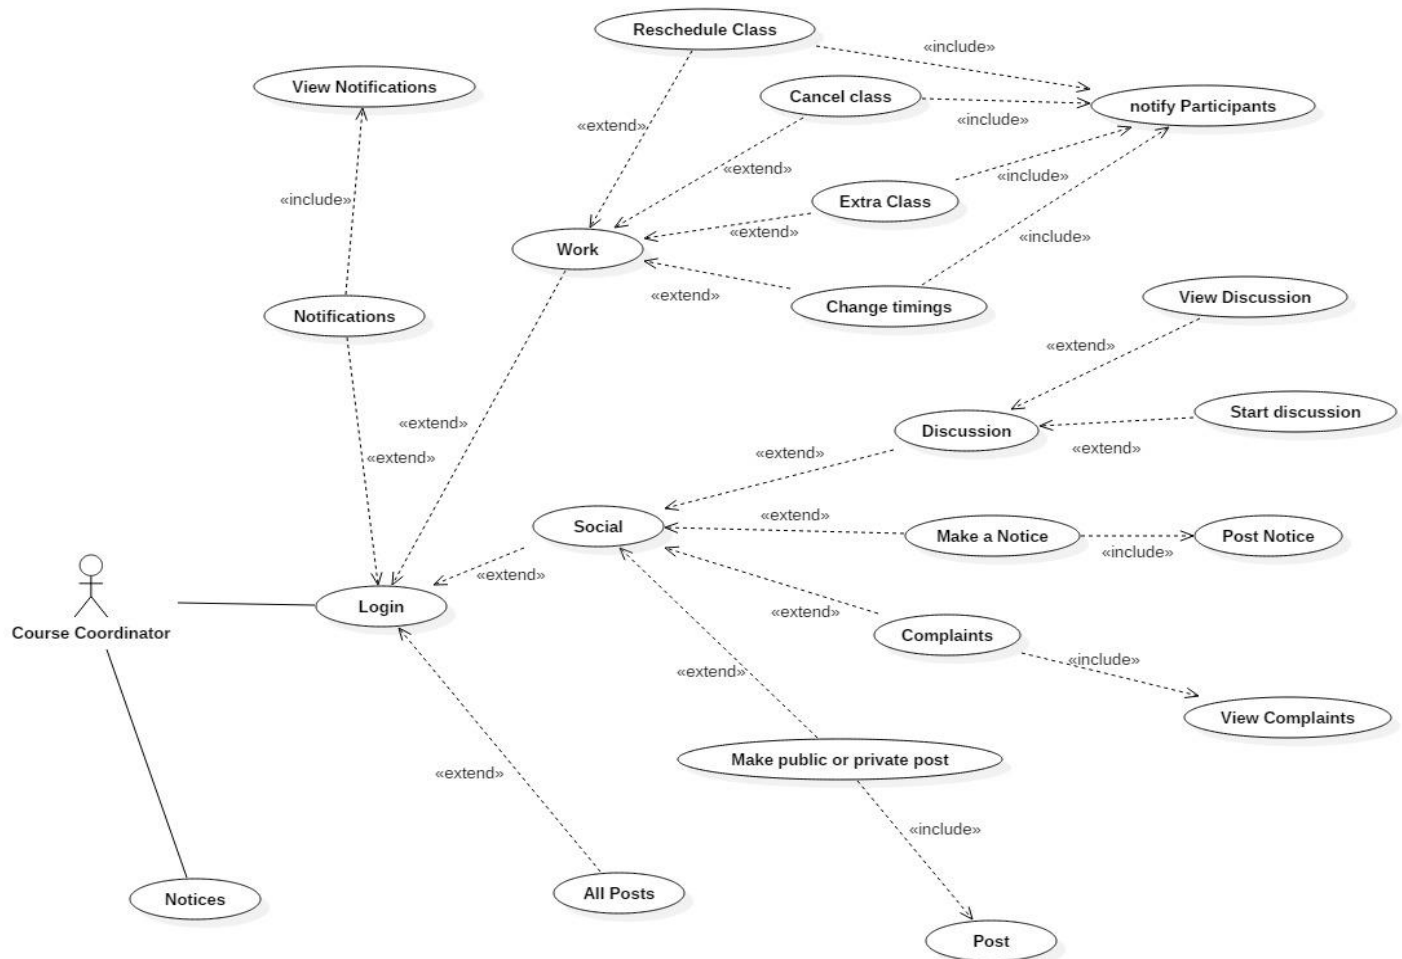 Reschedule Class
«include»
View Notifications
Cancel class
notify Participants
«include»
«extend»
«extend»
«include»
«include»
Extra Class
«extend»
«include»
Work
«extend»
Change timings
View Discussion
Notifications
«extend»
Start discussion
«extend»
Discussion
«extend»
«extend»
«extend»
«extend»
Social
Make a Notice
Post Notice
«include»
«extend»
Login
«extend»
Course Coordinator
Complaints
«include»
«extend»
View Complaints
Make public or private post
«extend»
«include»
All Posts
Notices
Post